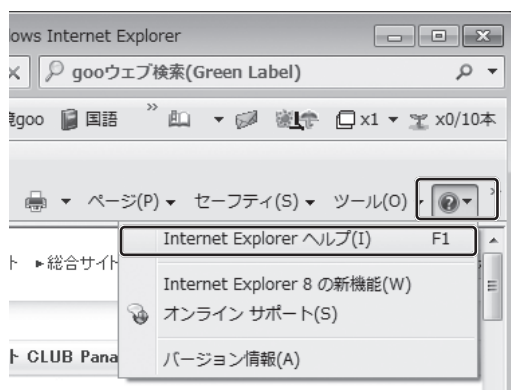 ows Internet Explorer
gooウェブ検索(Green Label)
goo 国語 » x1 x0/10本
ページ(P) セーフティ(S) ツール(O)
Internet Explorer ヘルプ(I) F1
ト ▶総合サイト
Internet Explorer 8 の新機能(W)
オンライン サポート(S)
ト CLUB Pana
バージョン情報(A)